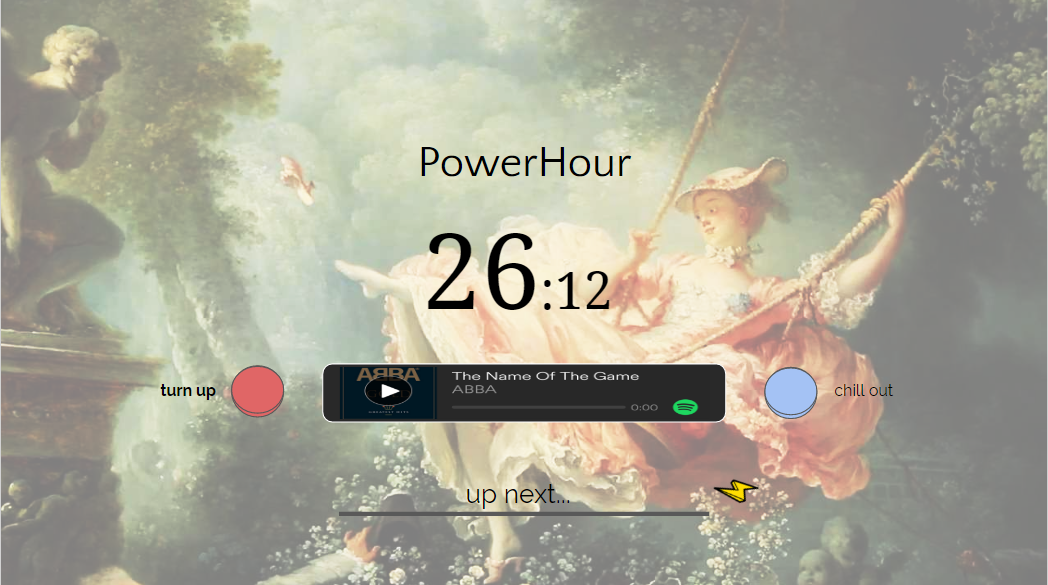 PowerHour
26:12
turn up
ABBA
The Name Of The Game
ABBA
0:00
chill out
up next...